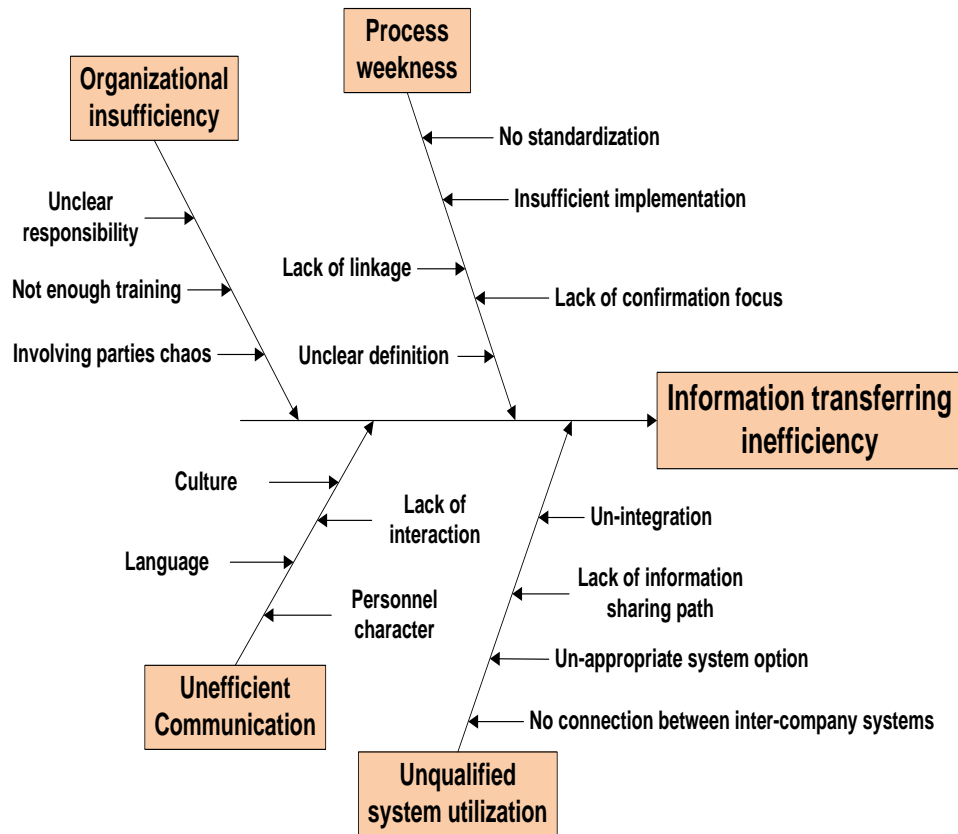 Process
weekness
Organizational
insufficiency
No standardization
Unclear
responsibility
Insufficient implementation
Lack of linkage
Not enough training
Lack of confirmation focus
Involving parties chaos
Unclear definition
Information transferring
inefficiency
Culture
Lack of
interaction
Un-integration
Language
Lack of information
sharing path
Personnel
character
Un-appropriate system option
Unefficient
Communication
No connection between inter-company systems
Unqualified
system utilization